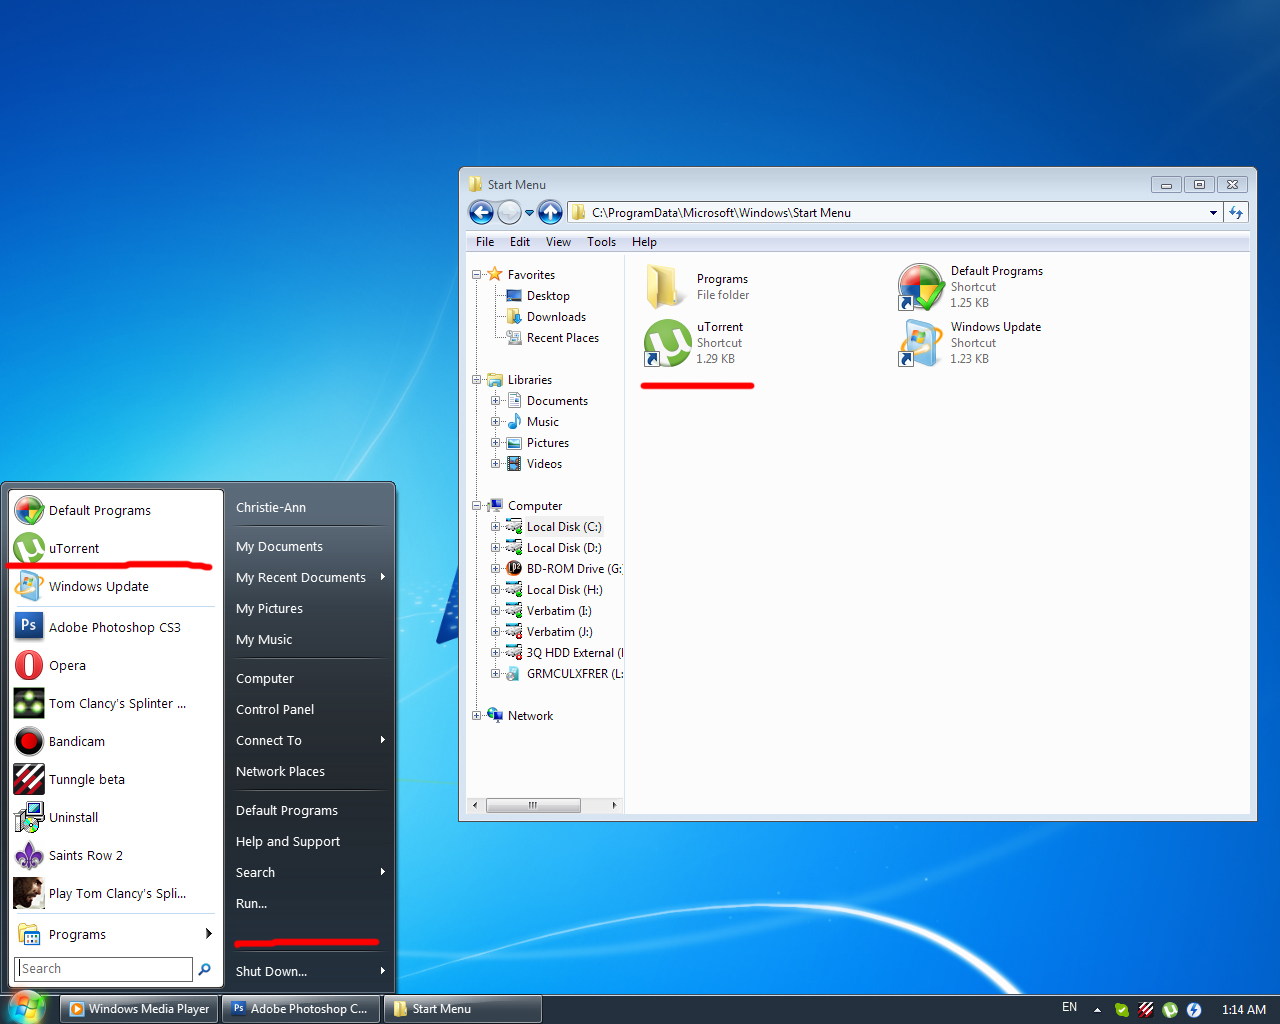 Start Menu
C:\ProgramData\Microsoft\Windows\Start Menu
File Edit View Tools Help
Favorites
Desktop
Downloads
Recent Places
Libraries
Documents
Music
Pictures
Videos
Computer
Local Disk (C:)
Local Disk (D:)
BD-ROM Drive (G:
Local Disk (H:)
Verbatim (I:)
Verbatim (J:)
3Q HDD External (
GRMCULXFRER (L:
Network
Programs
File folder
Default Programs
Shortcut
1.25 KB
uTorrent
Shortcut
1.29 KB
Windows Update
Shortcut
1.23 KB
Default Programs
uTorrent
Windows Update
Ps Adobe Photoshop CS3
Opera
Tom Clancy's Splinter ...
Bandicam
Tunngle beta
Uninstall
Saints Row 2
Play Tom Clancy's Spli...
Programs
Search
Christie-Ann
My Documents
My Recent Documents
My Pictures
My Music
Computer
Control Panel
Connect To
Network Places
Default Programs
Help and Support
Search
Run...
Shut Down...
Windows Media Player
Ps Adobe Photoshop C...
Start Menu
EN
1:14 AM